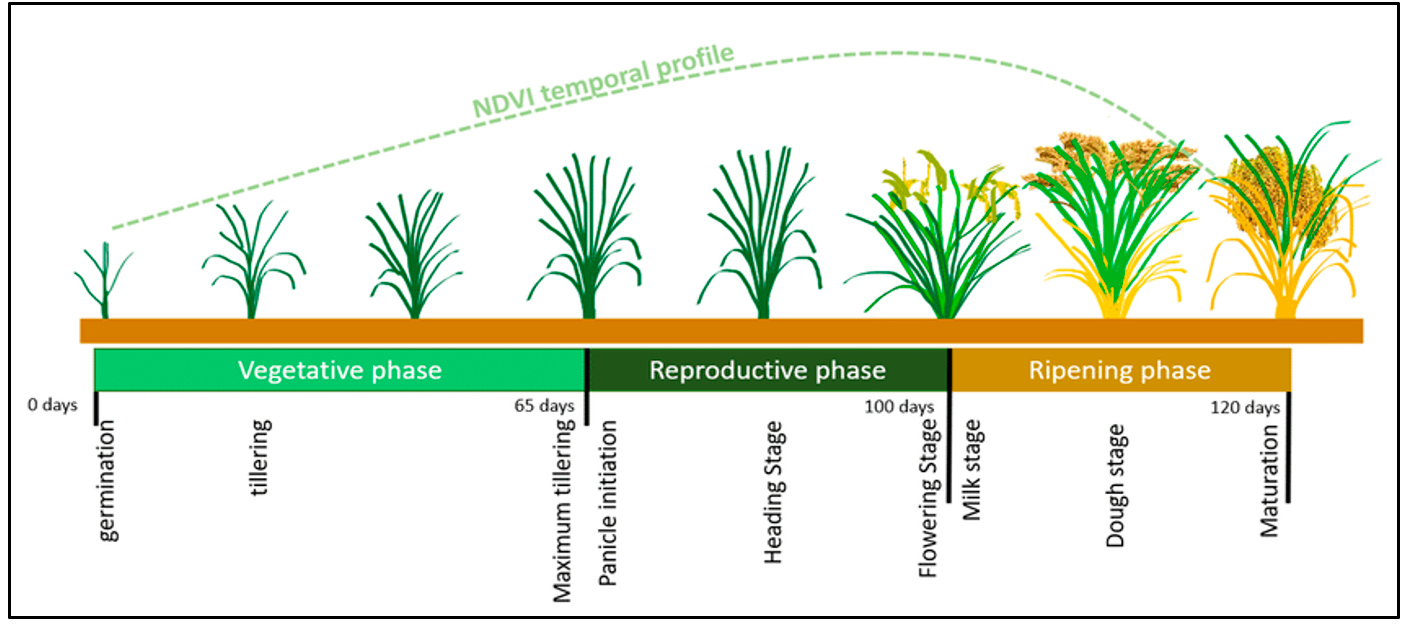 NDVI temporal profile
Vegetative phase
Reproductive phase
Ripening phase
0 days
65 days
100 days
120 days
germination
tillering
Maximum tillering
Panicle initiation
Heading Stage
Flowering Stage
Milk stage
Dough stage
Maturation